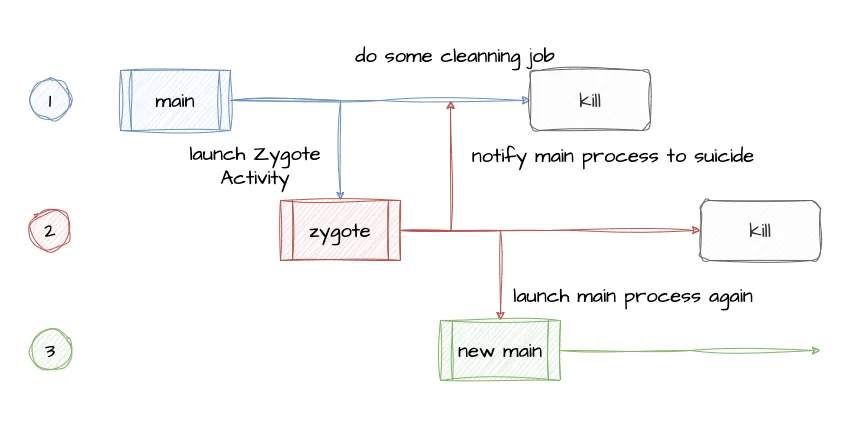 do some cleanning job
1
main
kill
launch Zygote
Activity
notify main process to suicide
2
zygote
kill
launch main process again
3
new main